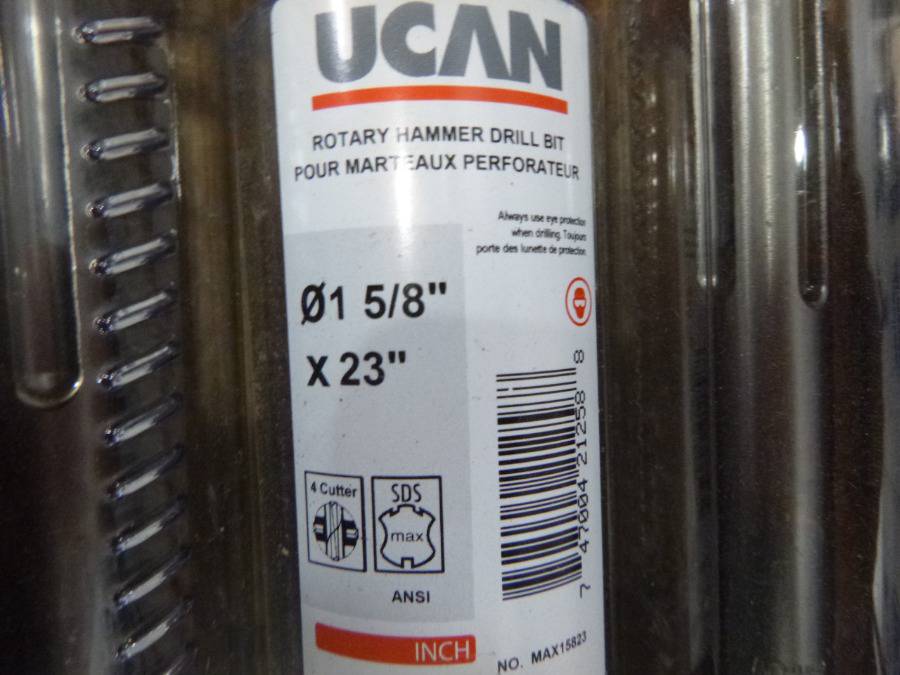 UCAN
ROTARY HAMMER DRILL BIT
POUR MARTEAUX PERFORATEUR
Always use eye protection
when drilling. Toujours
porte des lunette de protection
Ø1 5/8"
X 23"
4 Cutter
SDS
max
ANSI
7 47004 21258 8
INCH
NO. MAX15823